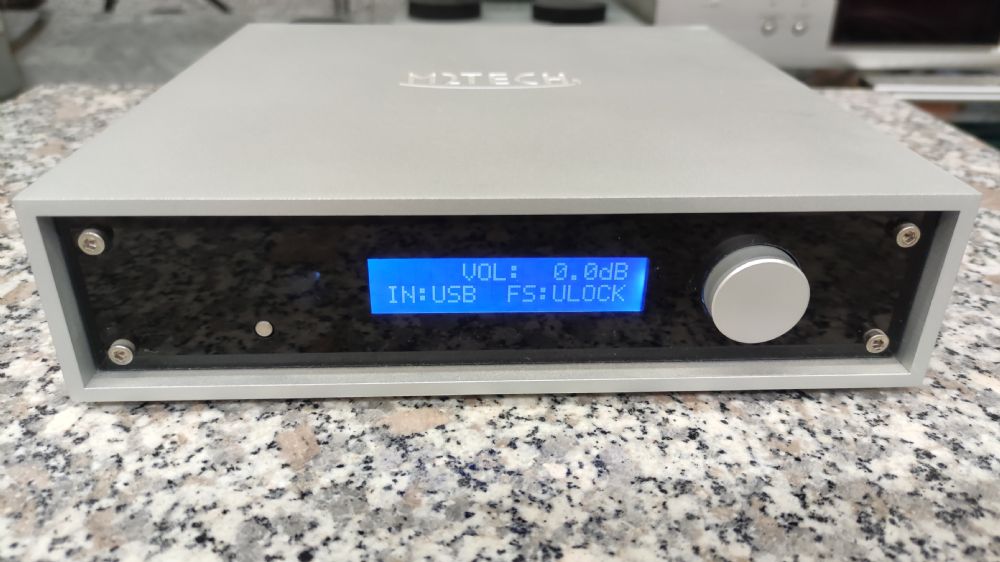 M2TECH
VOL: 0.0dB
IN:USB FS:ULOCK